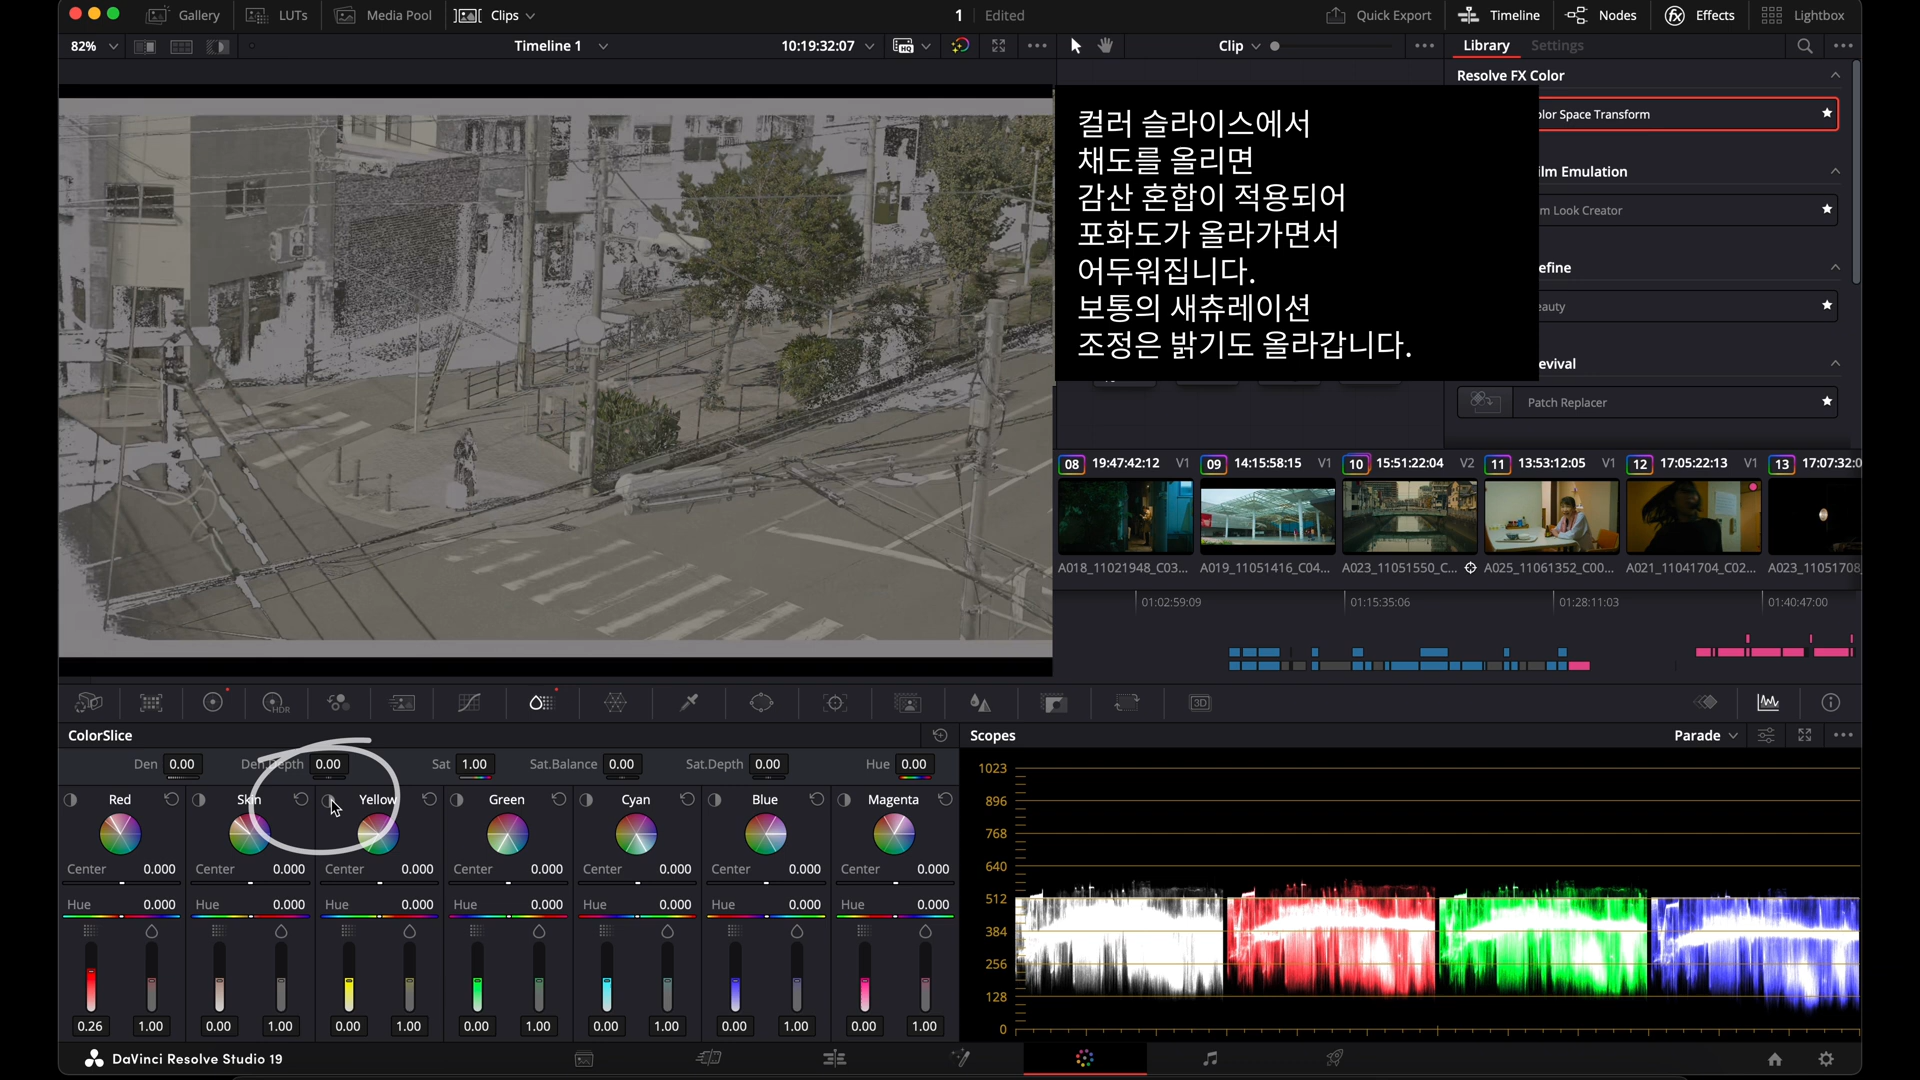 Gallery LUTs Media Pool Clips 1 Edited Quick Export Timeline Nodes Effects Lightbox
82% Timeline 1 10:19:32:07 HQ Clip Library Settings
Resolve FX Color
olor Space Transform
ilm Emulation
m Look Creator
efine
eauty
evival
Patch Replacer
컬러 슬라이스에서
채도를 올리면
감산 혼합이 적용되어
포화도가 올라가면서
어두워집니다.
보통의 새츄레이션
조정은 밝기도 올라갑니다.
08 19:47:42:12 V1 09 14:15:58:15 V1 10 15:51:22:04 V2 11 13:53:12:05 V1 12 17:05:22:13 V1 13 17:07:32:0
A018_11021948_C03... A019_11051416_C04... A023_11051550_C... A025_11061352_C00... A021_11041704_C02... A023_11051708
01:02:59:09 01:15:35:06 01:28:11:03 01:40:47:00
HDR 3D
ColorSlice
Den 0.00 Den.Depth 0.00 Sat 1.00 Sat.Balance 0.00 Sat.Depth 0.00 Hue 0.00
Red Skin Yellow Green Cyan Blue Magenta
Center 0.000 Center 0.000 Center 0.000 Center 0.000 Center 0.000 Center 0.000 Center 0.000
Hue 0.000 Hue 0.000 Hue 0.000 Hue 0.000 Hue 0.000 Hue 0.000 Hue 0.000
0.26 1.00 0.00 1.00 0.00 1.00 0.00 1.00 0.00 1.00 0.00 1.00 0.00 1.00
Scopes Parade
1023
896
768
640
512
384
256
128
0
DaVinci Resolve Studio 19